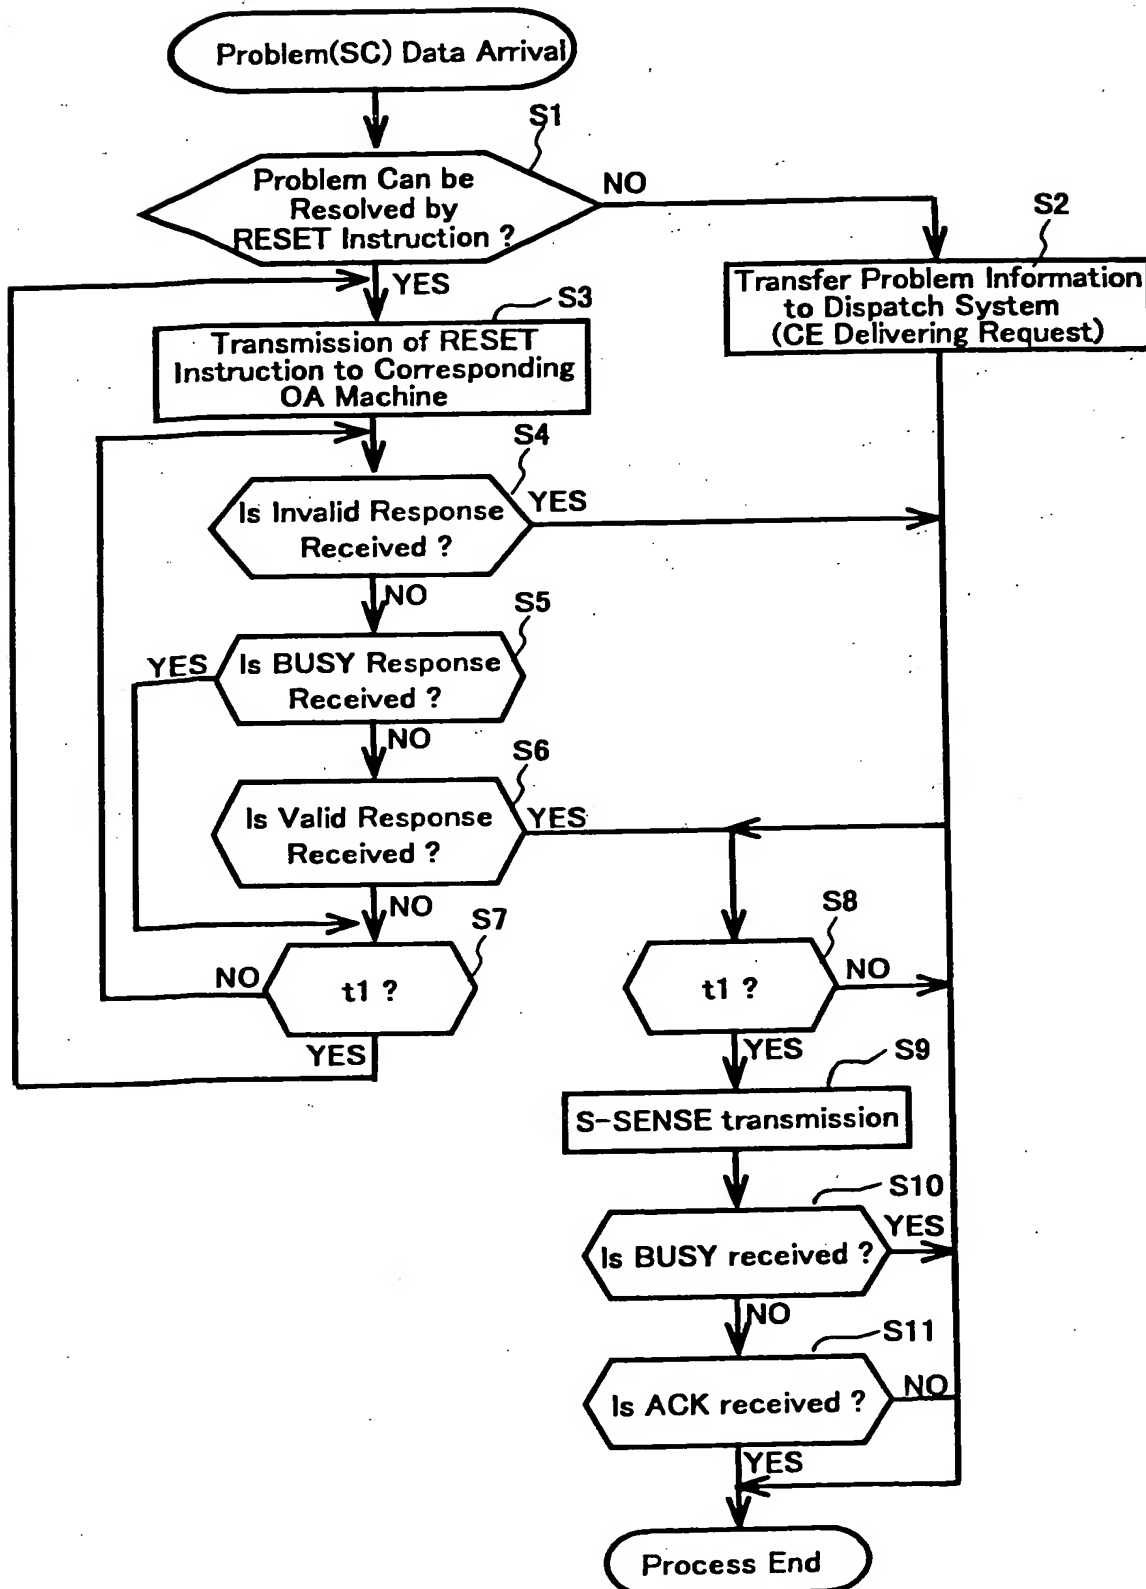 Problem(SC) Data Arrival
S1
Problem Can be
Resolved by
RESET Instruction ?
NO
YES
S2
Transfer Problem Information
to Dispatch System
(CE Delivering Request)
S3
Transmission of RESET
Instruction to Corresponding
OA Machine
S4
Is Invalid Response
Received ?
YES
NO
S5
Is BUSY Response
Received ?
YES
NO
S6
Is Valid Response
Received ?
YES
NO
S7
t1 ?
NO
YES
S8
t1 ?
NO
YES
S9
S-SENSE transmission
S10
Is BUSY received ?
YES
NO
S11
Is ACK received ?
NO
YES
Process End